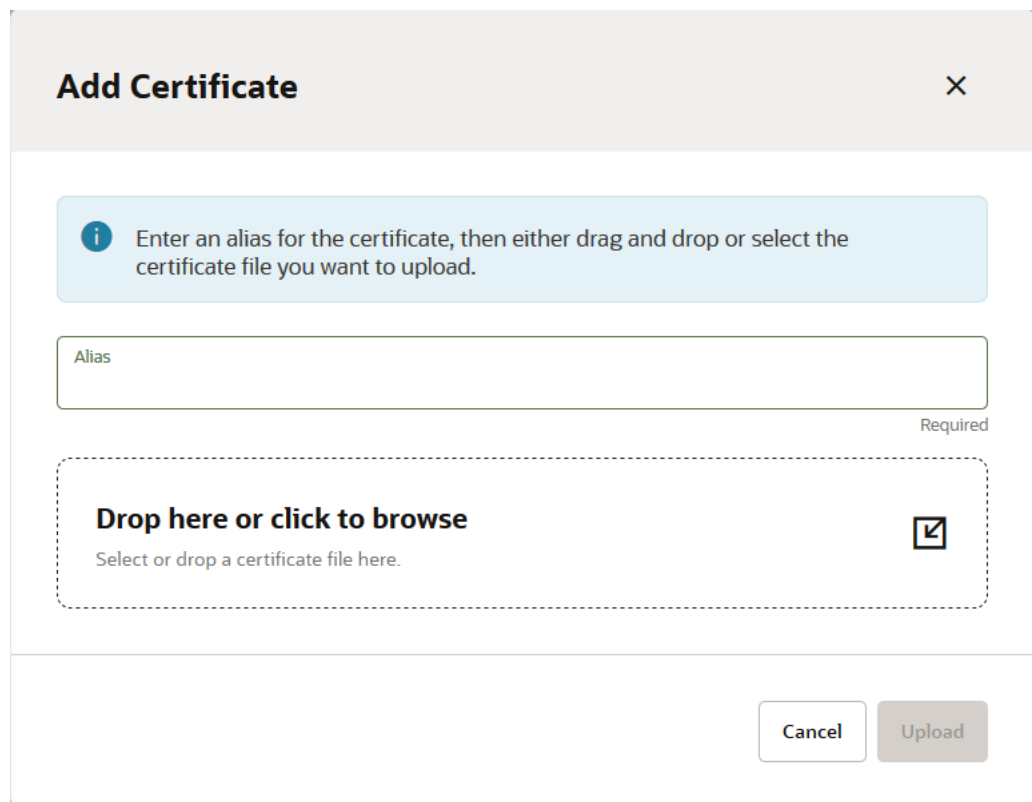 Add Certificate
Enter an alias for the certificate, then either drag and drop or select the
certificate file you want to upload.
Alias
Required
Drop here or click to browse
Select or drop a certificate file here.
Cancel
Upload